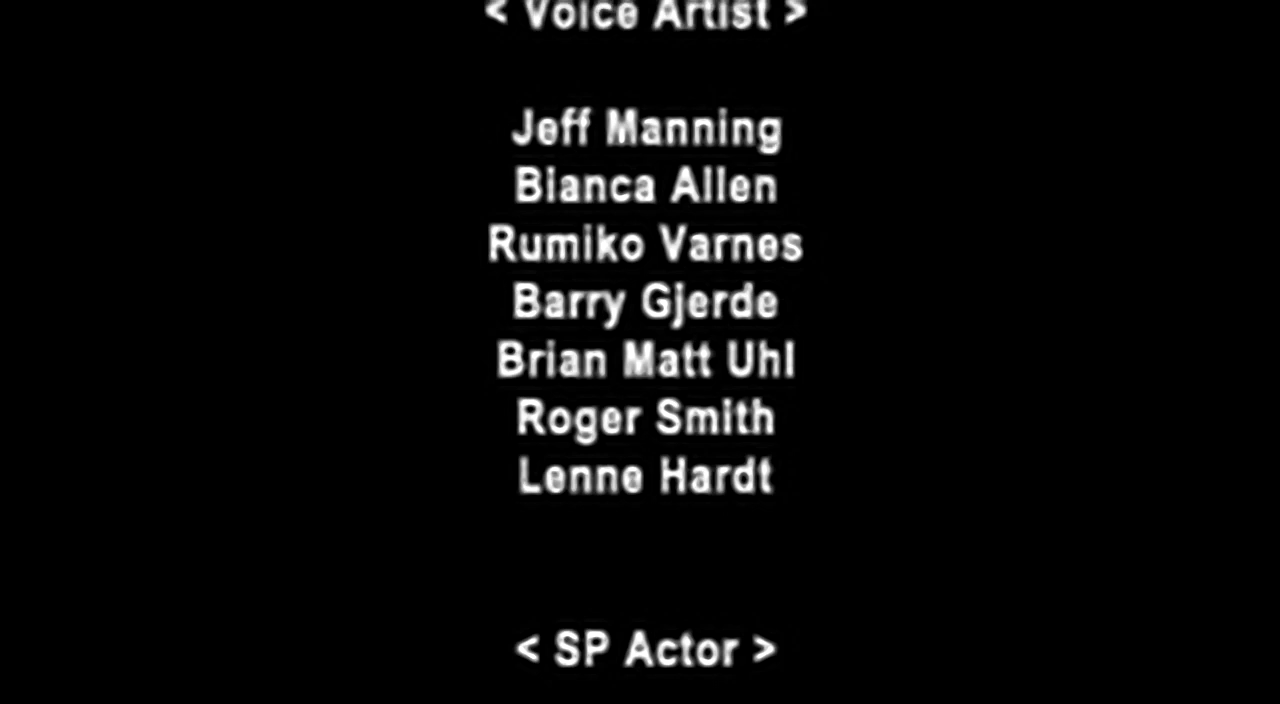 < Voice Artist >
Jeff Manning
Bianca Allen
Rumiko Varnes
Barry Gjerde
Brian Matt Uhl
Roger Smith
Lenne Hardt
< SP Actor >